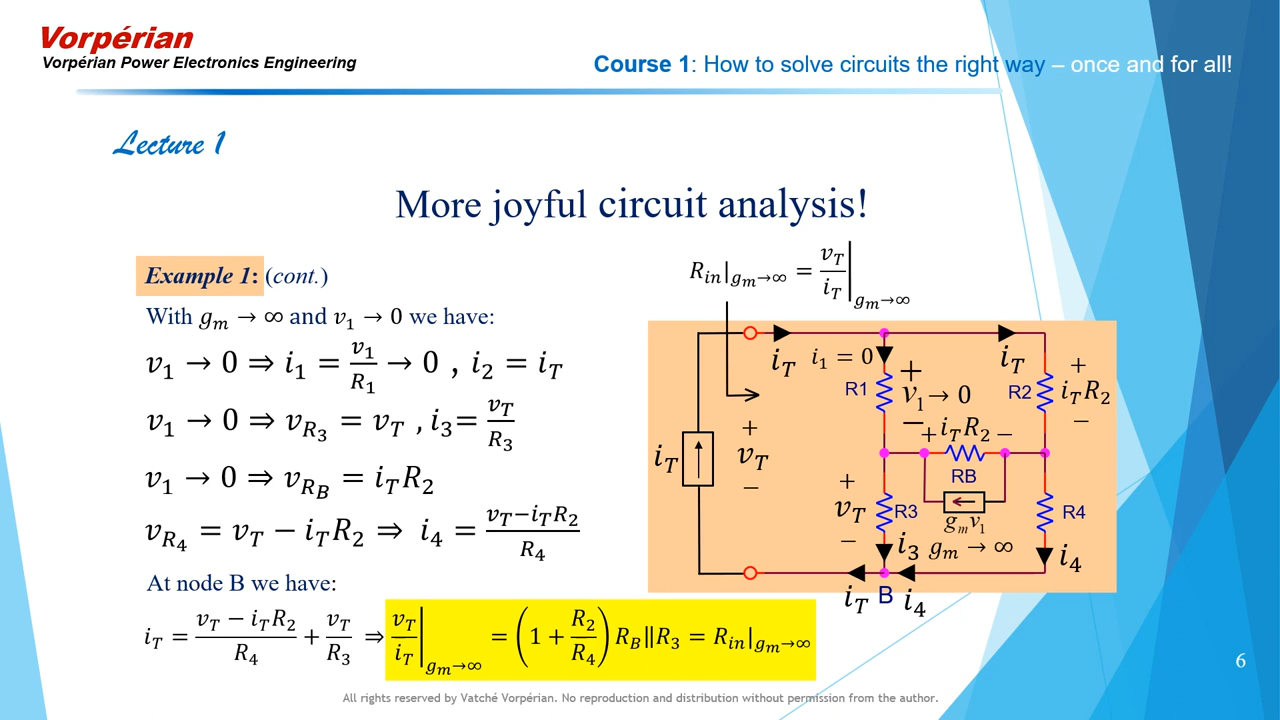 Vorpérian
Vorpérian Power Electronics Engineering
Course 1: How to solve circuits the right way – once and for all!
Lecture 1
More joyful circuit analysis!
Example 1: (cont.)
With g_m → ∞ and v_1 → 0 we have:
v_1 → 0 ⇒ i_1 = v_1/R_1 → 0 , i_2 = i_T
v_1 → 0 ⇒ v_{R_3} = v_T , i_3 = v_T/R_3
v_1 → 0 ⇒ v_{R_B} = i_T R_2
v_{R_4} = v_T − i_T R_2 ⇒ i_4 = (v_T − i_T R_2)/R_4
At node B we have:
i_T = (v_T − i_T R_2)/R_4 + v_T/R_3 ⇒ v_T/i_T |_{g_m→∞} = (1 + R_2/R_4) R_B ∥ R_3 = R_in|_{g_m→∞}
R_in|_{g_m→∞} = v_T/i_T |_{g_m→∞}
i_T i_1 = 0 i_T
R1 + v_1 → 0 − R2 + i_T R_2 −
+ i_T R_2 −
RB
i_T + v_T −
+ v_T − R3 g_m v_1 R4
i_3 g_m → ∞ i_4
i_T B i_4
6
All rights reserved by Vatché Vorpérian. No reproduction and distribution without permission from the author.